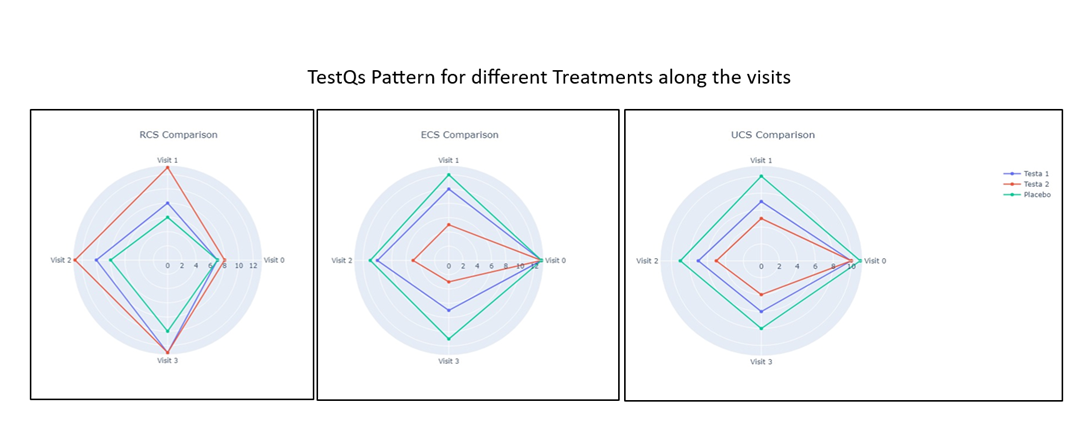 TestQs Pattern for different Treatments along the visits
RCS Comparison
Visit 1
Visit 2
0 2 4 6 8 10 12
Visit 0
Visit 3
ECS Comparison
Visit 1
Visit 2
0 2 4 6 8 10 12
Visit 0
Visit 3
UCS Comparison
Visit 1
Visit 2
0 2 4 6 8 10
Visit 0
Visit 3
Testa 1
Testa 2
Placebo